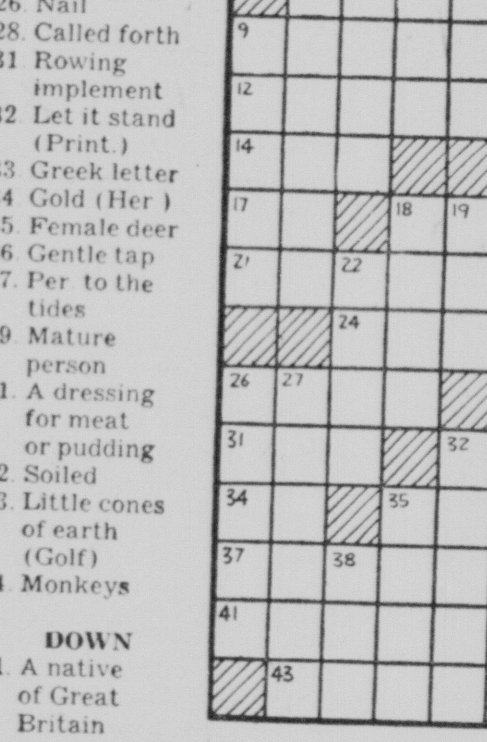 26. Nail
28. Called forth
31. Rowing
implement
32. Let it stand
(Print.)
33. Greek letter
34. Gold (Her )
35. Female deer
36. Gentle tap
37. Per. to the
tides
39. Mature
person
1. A dressing
for meat
or pudding
2. Soiled
3. Little cones
of earth
(Golf)
4. Monkeys
DOWN
1. A native
of Great
Britain
9
12
14
17 18 19
21 22
24
26 27
31 32
34 35
37 38
41
43